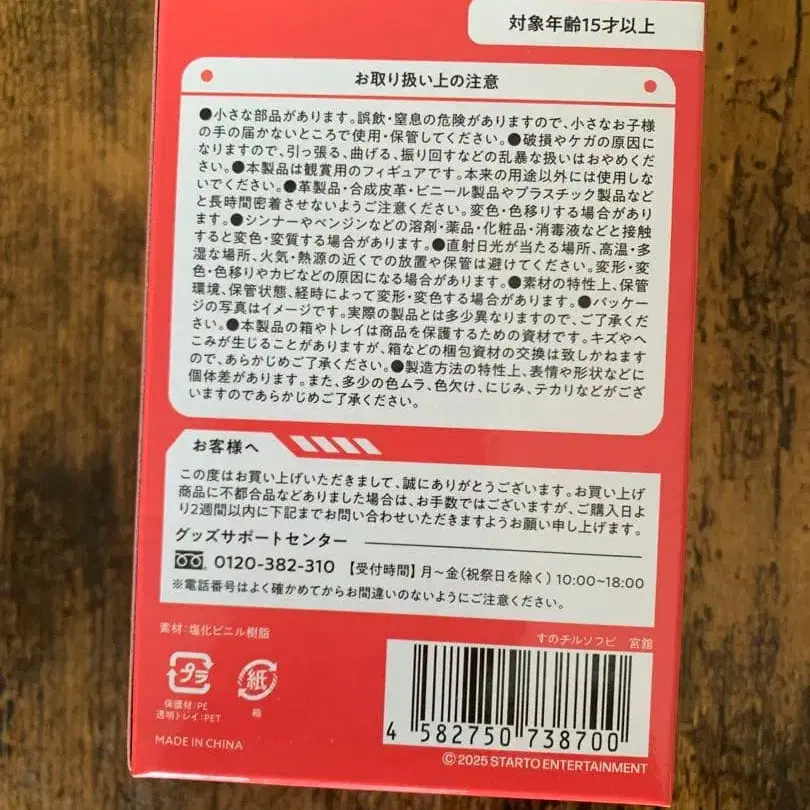 対象年齢15才以上
お取り扱い上の注意
●小さな部品があります。誤飲・窒息の危険がありますので、小さなお子様
の手の届かないところで使用・保管してください。●破損やケガの原因に
なりますので、引っ張る、曲げる、振り回すなどの乱暴な扱いはおやめくだ
さい。●本製品は観賞用のフィギュアです。本来の用途以外には使用しな
いでください。●革製品・合成皮革・ビニール製品やプラスチック製品など
と長時間密着させないようご注意ください。変色・色移りする場合があり
ます。●シンナーやベンジンなどの溶剤・薬品・化粧品・消毒液などと接触
すると変色・変質する場合があります。●直射日光が当たる場所、高温・多
湿な場所、火気・熱源の近くでの放置や保管は避けてください。変形・変
色・色移りやカビなどの原因になる場合があります。●素材の特性上、保管
環境、保管状態、経時によって変形・変色する場合があります。●パッケー
ジの写真はイメージです。実際の製品とは多少異なりますので、ご了承くだ
さい。●本製品の箱やトレイは商品を保護するための資材です。キズやへ
こみが生じることがありますが、箱などの梱包資材の交換は致しかねます
ので、あらかじめご了承ください。●製造方法の特性上、表情や形状などに
個体差があります。また、多少の色ムラ、色欠け、にじみ、テカリなどがござ
いますのであらかじめご了承ください。
お客様へ
この度はお買い上げいただきまして、誠にありがとうございます。お買い上げ
商品に不都合品などありました場合は、お手数ではございますが、ご購入日よ
り2週間以内に下記までお問い合わせいただきますようお願い申し上げます。
グッズサポートセンター
0120-382-310 【受付時間】月~金(祝祭日を除く) 10:00~18:00
※電話番号はよく確かめてからお間違いのないようにご注意ください。
素材:塩化ビニル樹脂
すのチルソフビ 宮舘
プラ
紙
保護材:PE
透明トレイ:PET
箱
MADE IN CHINA
4 582750 738700
©2025 STARTO ENTERTAINMENT